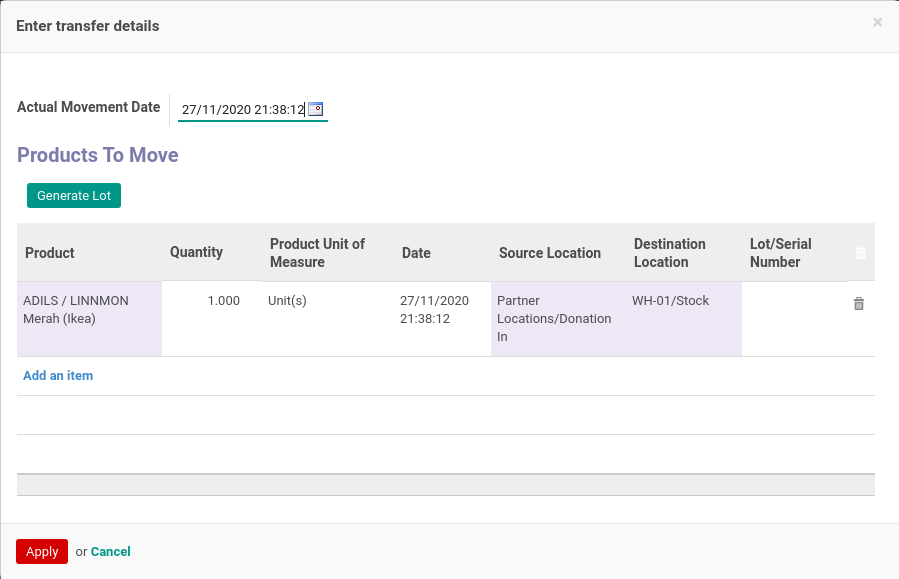 Enter transfer details
×
Actual Movement Date 27/11/2020 21:38:12
Products To Move
Generate Lot
Product Quantity Product Unit of Measure Date Source Location Destination Location Lot/Serial Number
ADILS / LINNMON 1.000 Unit(s) 27/11/2020 Partner WH-01/Stock
Merah (Ikea) 21:38:12 Locations/Donation
In
Add an item
Apply or Cancel